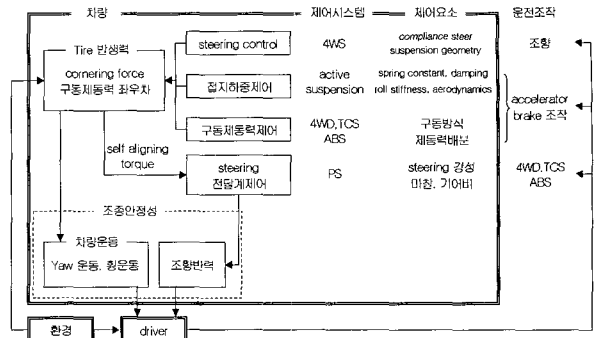 차량
제어시스템
제어요소
운전조작
Tire 발생력
cornering force
구동제동력 좌우차
steering control
4WS
compliance steer
suspension geometry
조향
접지하중제어
active
suspension
spring constant, damping
roll stiffness, aerodynamics
accelerator
brake 조작
구동제동력제어
4WD,TCS
ABS
구동방식
제동력배분
self aligning
torque
steering
전달계제어
PS
steering 강성
마찰, 기어비
4WD,TCS
ABS
조종안정성
차량운동
Yaw 운동, 횡운동
조향반력
환경
driver